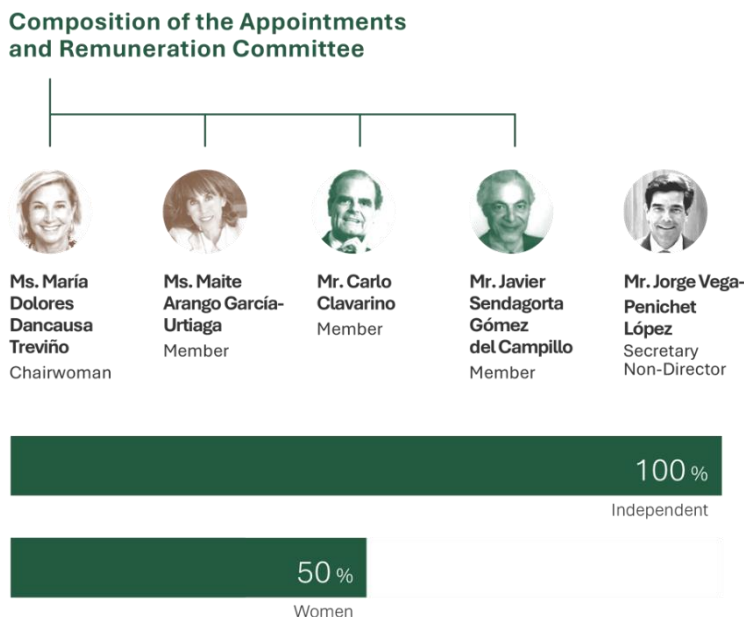 Composition of the Appointments
and Remuneration Committee
Ms. María
Dolores
Dancausa
Treviño
Chairwoman
Ms. Maite
Arango García-
Urtiaga
Member
Mr. Carlo
Clavarino
Member
Mr. Javier
Sendagorta
Gómez
del Campillo
Member
Mr. Jorge Vega-
Penichet
López
Secretary
Non-Director
100 %
Independent
50 %
Women